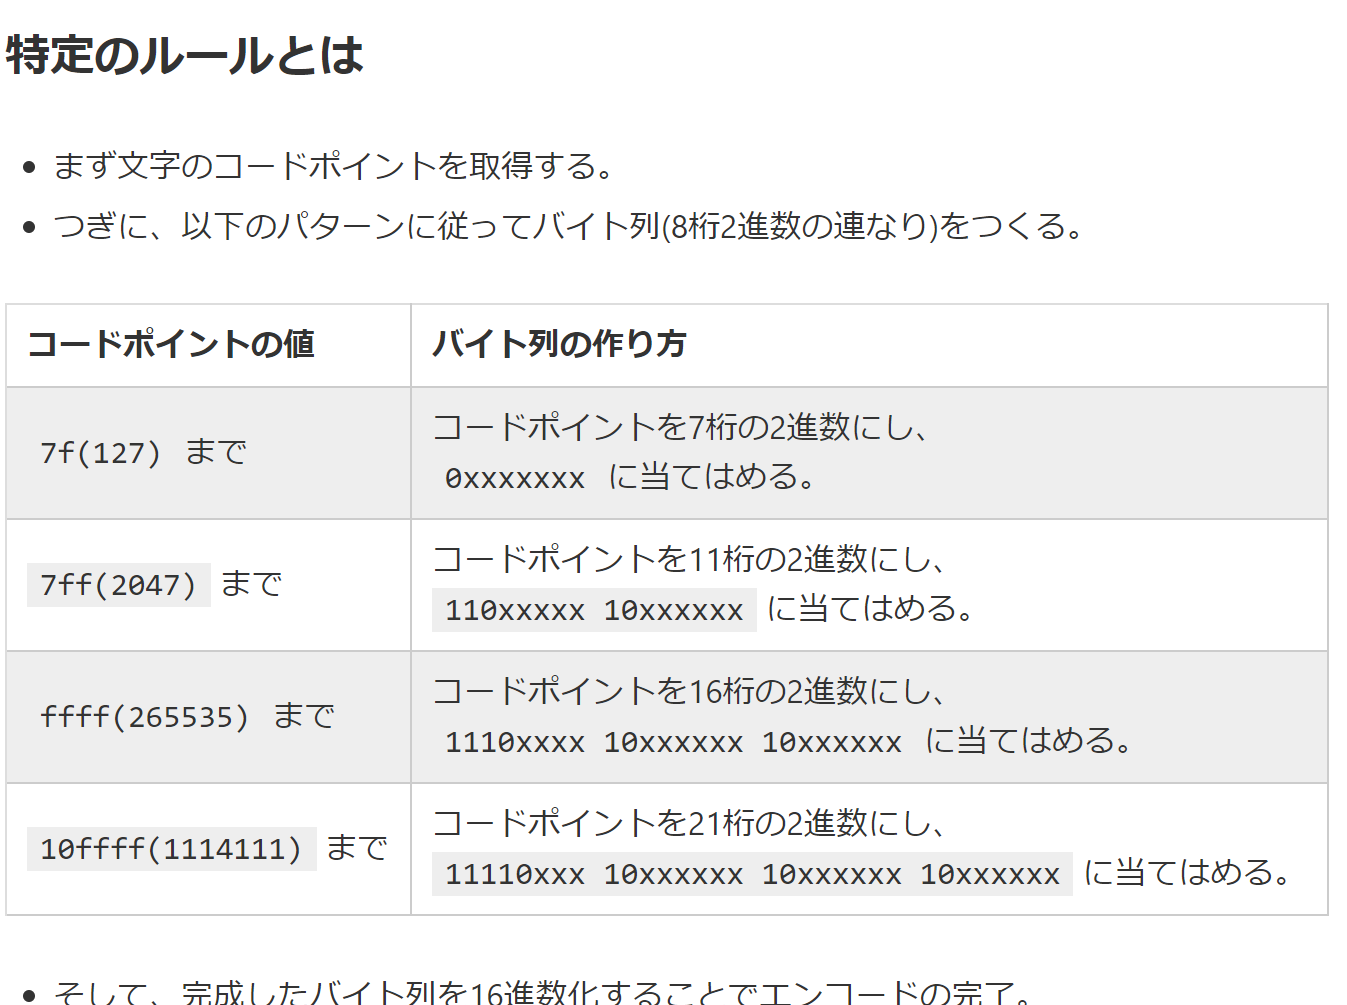 特定のルールとは
まず文字のコードポイントを取得する。
つぎに、以下のパターンに従ってバイト列(8桁2進数の連なり)をつくる。
コードポイントの値
バイト列の作り方
7f(127) まで
コードポイントを7桁の2進数にし、
0xxxxxxx に当てはめる。
7ff(2047) まで
コードポイントを11桁の2進数にし、
110xxxxx 10xxxxxx に当てはめる。
ffff(265535) まで
コードポイントを16桁の2進数にし、
1110xxxx 10xxxxxx 10xxxxxx に当てはめる。
10ffff(1114111) まで
コードポイントを21桁の2進数にし、
11110xxx 10xxxxxx 10xxxxxx 10xxxxxx に当てはめる。
そして、完成したバイト列を16進数化することでエンコードの完了。